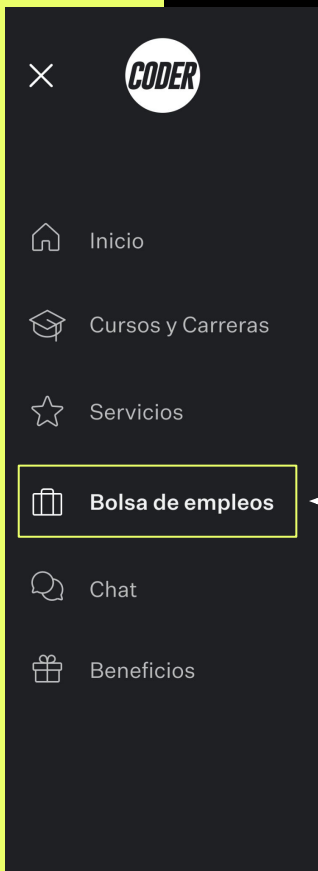 CODER
Inicio
Cursos y Carreras
Servicios
Bolsa de empleos
Chat
Beneficios